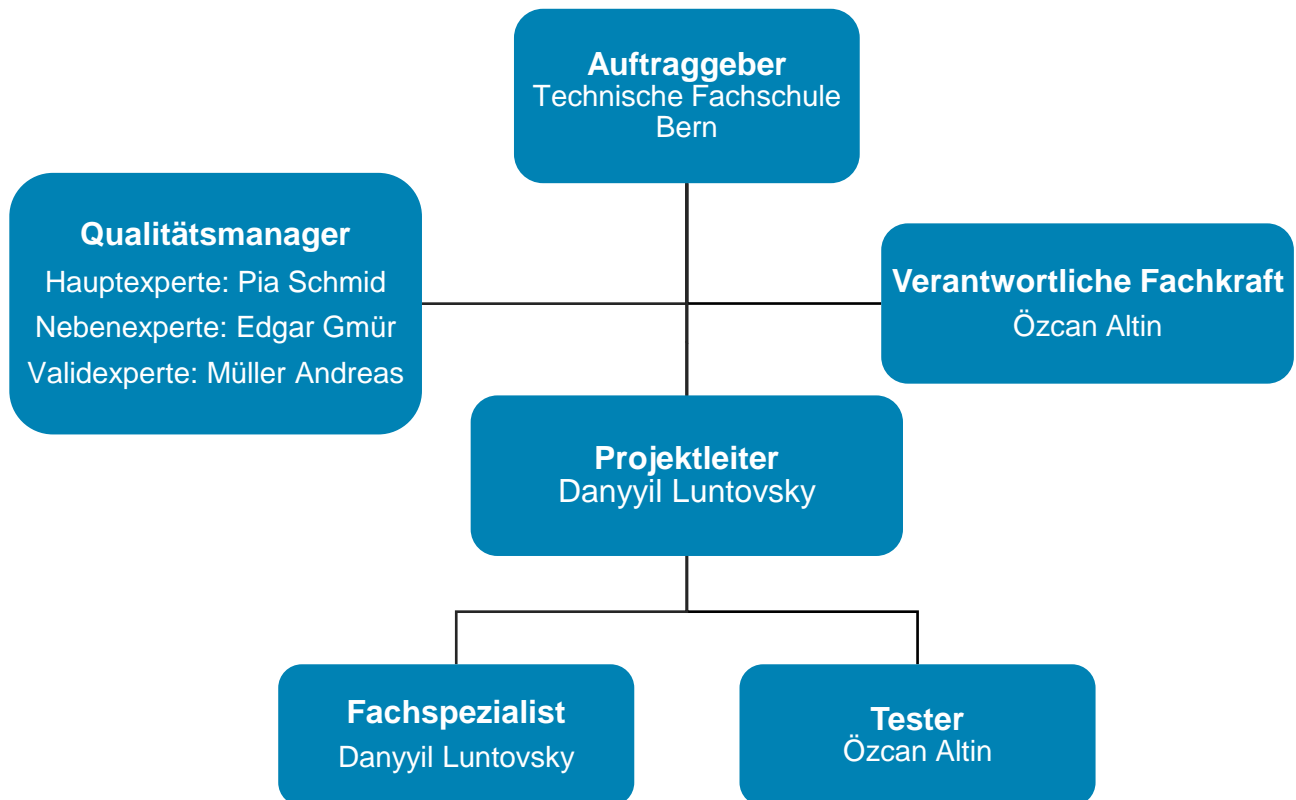 Auftraggeber
Technische Fachschule
Bern
Qualitätsmanager
Hauptexperte: Pia Schmid
Nebenexperte: Edgar Gmür
Validexperte: Müller Andreas
Verantwortliche Fachkraft
Özcan Altin
Projektleiter
Danyyil Luntovsky
Fachspezialist
Danyyil Luntovsky
Tester
Özcan Altin